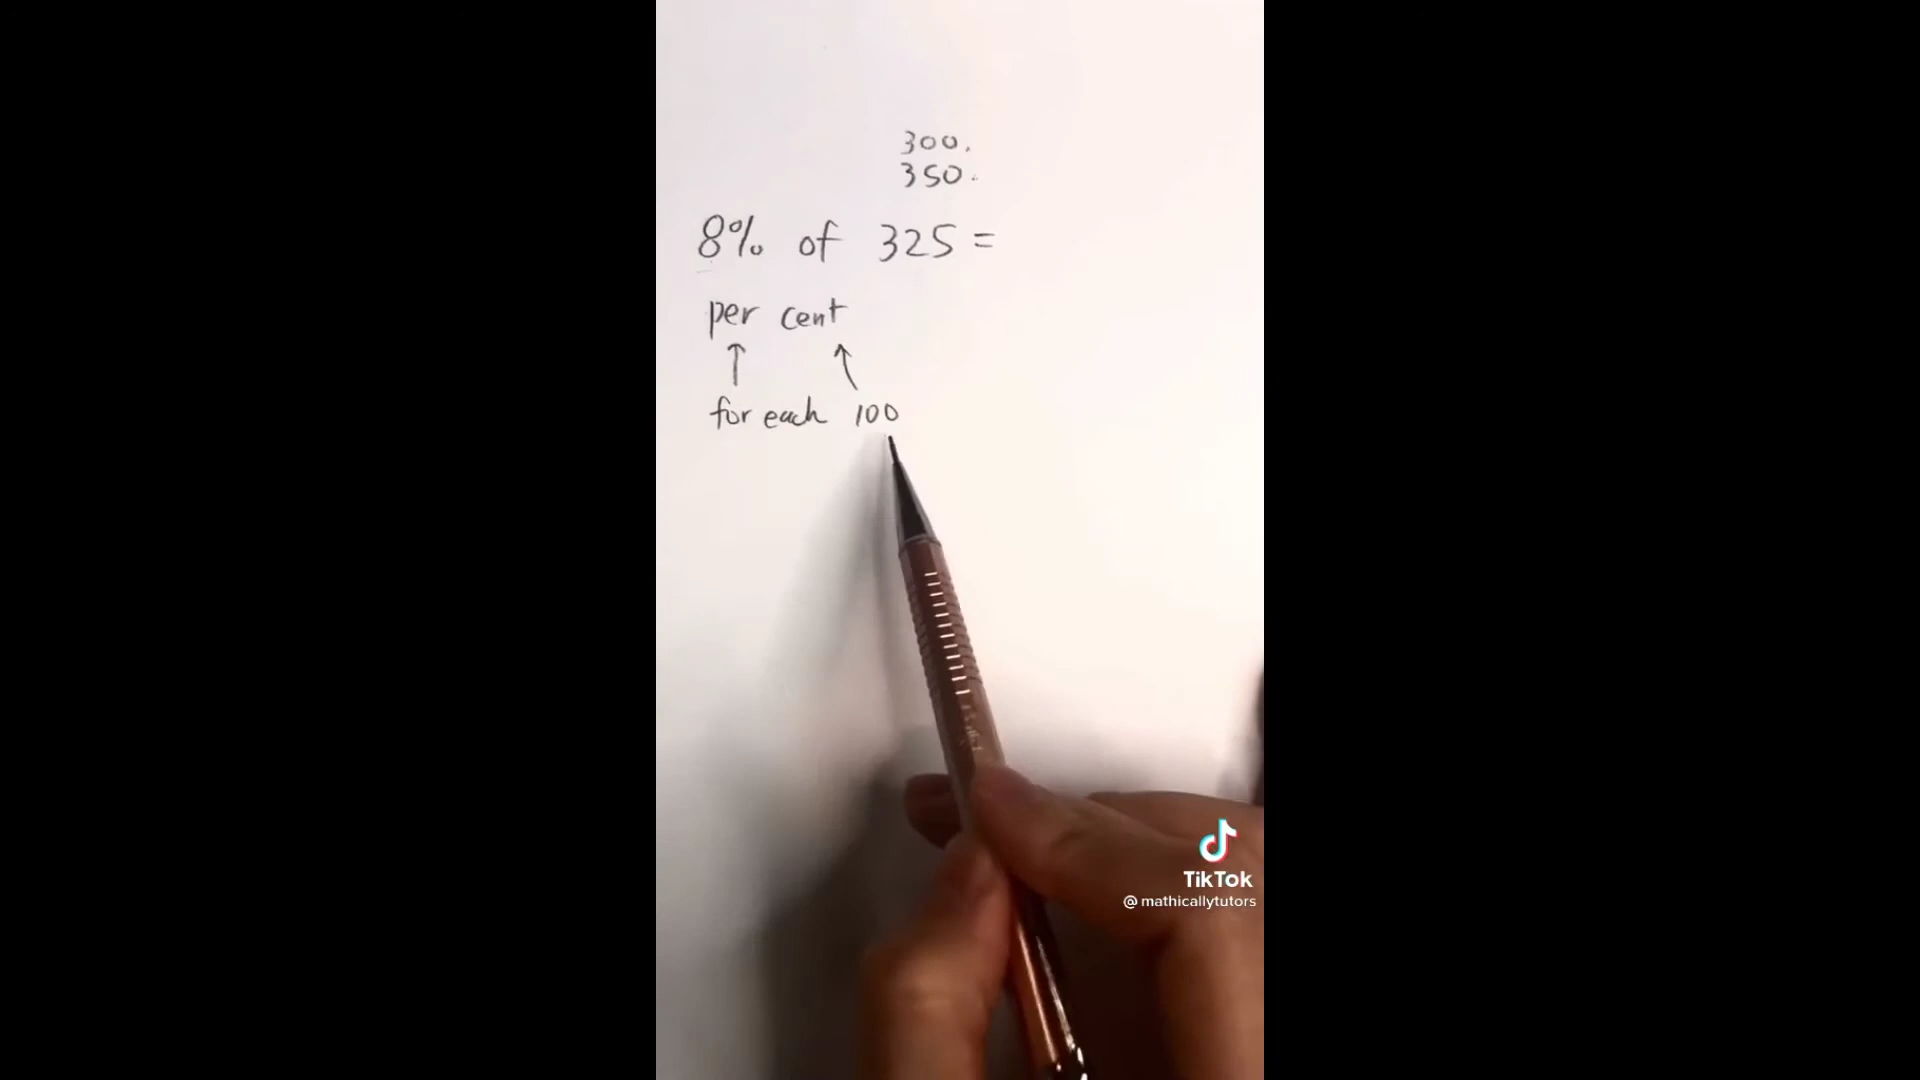 300.
350.
8% of 325 =
per cent
for each 100
TikTok
@mathicallytutors